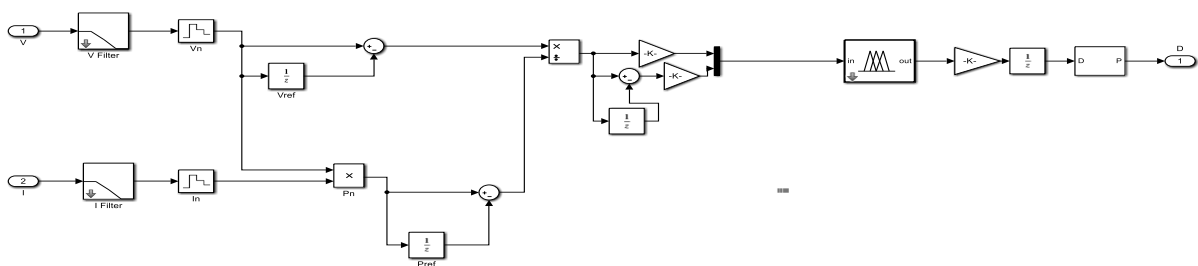 1
V
V Filter
Vn
1/z
Vref
+
-
×
÷
-K-
-K-
+
-
1/z
in
out
-K-
1/z
D
P
D
1
2
I
I Filter
In
×
Pn
+
-
1/z
Pref